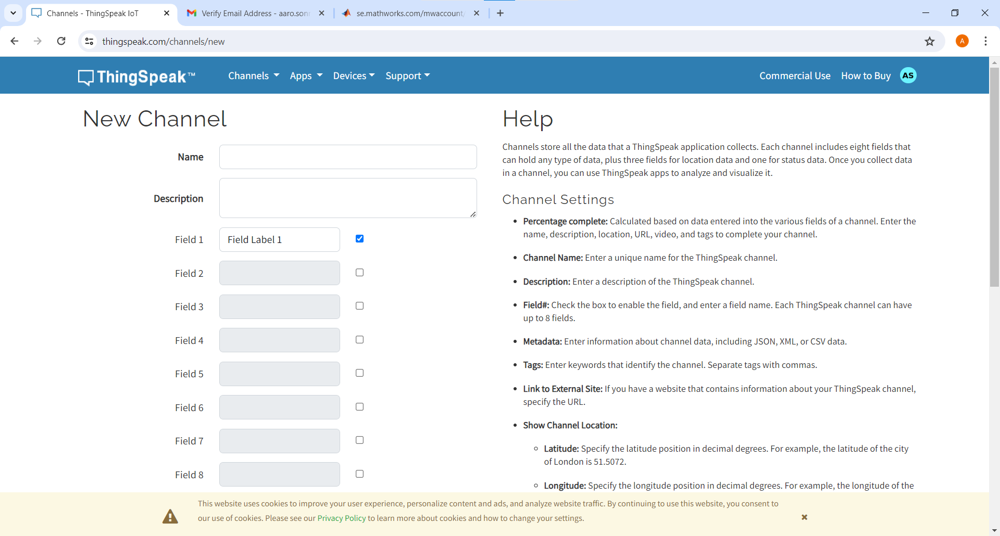 Channels - ThingSpeak IoT
Verify Email Address - aaro.sonn
se.mathworks.com/mwaccount/
thingspeak.com/channels/new
A
ThingSpeak™
Channels
Apps
Devices
Support
Commercial Use
How to Buy
AS
New Channel
Name
Description
Field 1
Field Label 1
Field 2
Field 3
Field 4
Field 5
Field 6
Field 7
Field 8
Help
Channels store all the data that a ThingSpeak application collects. Each channel includes eight fields that
can hold any type of data, plus three fields for location data and one for status data. Once you collect data
in a channel, you can use ThingSpeak apps to analyze and visualize it.
Channel Settings
Percentage complete: Calculated based on data entered into the various fields of a channel. Enter the
name, description, location, URL, video, and tags to complete your channel.
Channel Name: Enter a unique name for the ThingSpeak channel.
Description: Enter a description of the ThingSpeak channel.
Field#: Check the box to enable the field, and enter a field name. Each ThingSpeak channel can have
up to 8 fields.
Metadata: Enter information about channel data, including JSON, XML, or CSV data.
Tags: Enter keywords that identify the channel. Separate tags with commas.
Link to External Site: If you have a website that contains information about your ThingSpeak channel,
specify the URL.
Show Channel Location:
Latitude: Specify the latitude position in decimal degrees. For example, the latitude of the city
of London is 51.5072.
Longitude: Specify the longitude position in decimal degrees. For example, the longitude of the
This website uses cookies to improve your user experience, personalize content and ads, and analyze website traffic. By continuing to use this website, you consent to
our use of cookies. Please see our Privacy Policy to learn more about cookies and how to change your settings.